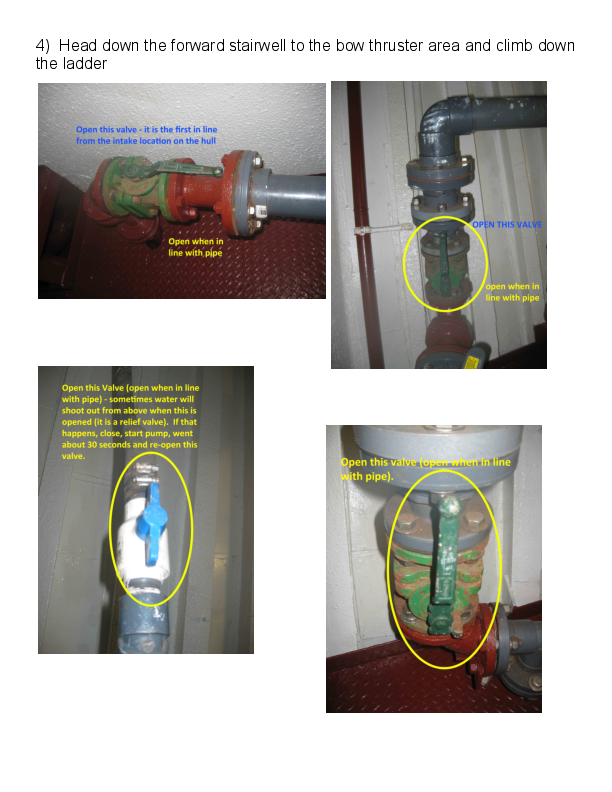 4) Head down the forward stairwell to the bow thruster area and climb down
the ladder
Open this valve - it is the first in line
from the intake location on the hull
Open when in
line with pipe
OPEN THIS VALVE
open when in
line with pipe
Open this Valve (open when in line
with pipe) - sometimes water will
shoot out from above when this is
opened (it is a relief valve). If that
happens, close, start pump, went
about 30 seconds and re-open this
valve.
Open this valve (open when in line
with pipe).